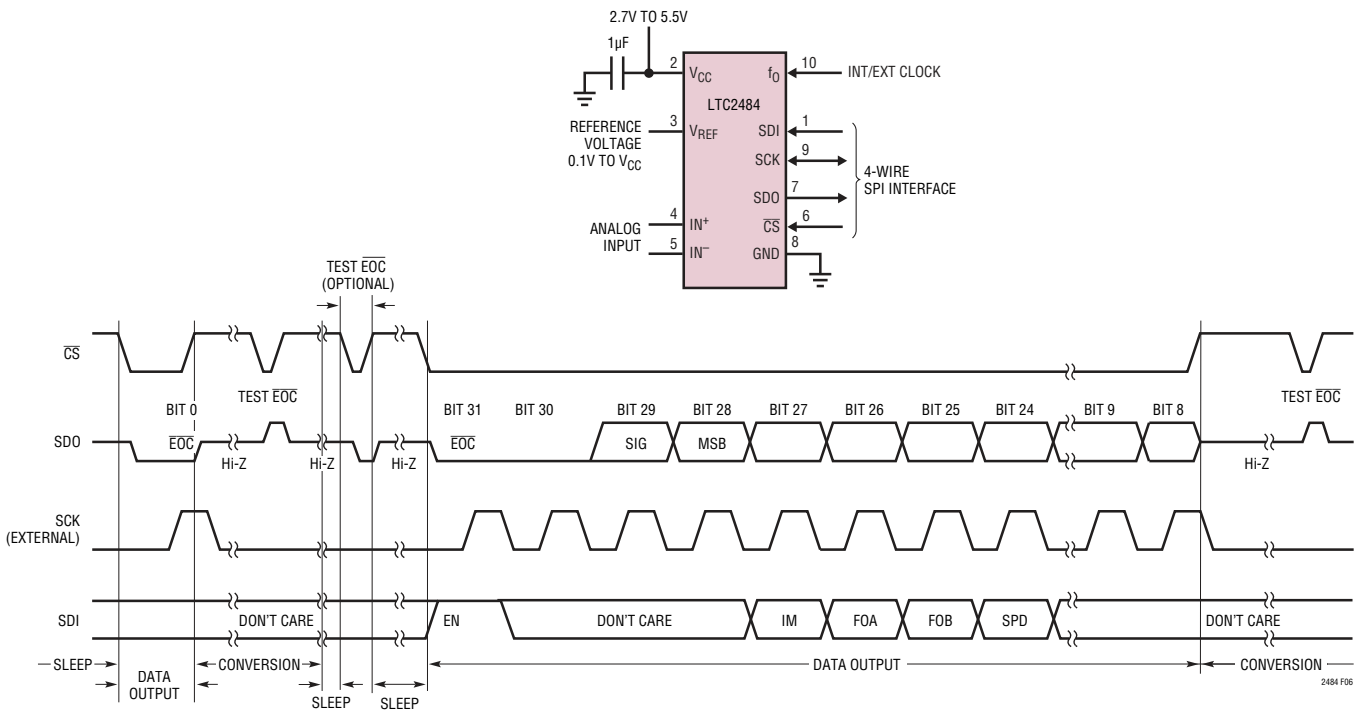 2.7V TO 5.5V
1µF
2
VCC
fO
10
INT/EXT CLOCK
LTC2484
REFERENCE
VOLTAGE
0.1V TO VCC
3
VREF
SDI
1
SCK
9
SDO
7
CS
6
GND
8
4-WIRE
SPI INTERFACE
ANALOG
INPUT
4
IN+
5
IN–
TEST EOC
(OPTIONAL)
CS
TEST EOC
TEST EOC
BIT 0
BIT 31
BIT 30
BIT 29
BIT 28
BIT 27
BIT 26
BIT 25
BIT 24
BIT 9
BIT 8
SDO
EOC
Hi-Z
Hi-Z
Hi-Z
EOC
SIG
MSB
Hi-Z
SCK
(EXTERNAL)
SDI
DON'T CARE
EN
DON'T CARE
IM
FOA
FOB
SPD
DON'T CARE
SLEEP
DATA
OUTPUT
CONVERSION
SLEEP
SLEEP
DATA OUTPUT
CONVERSION
2484 F06